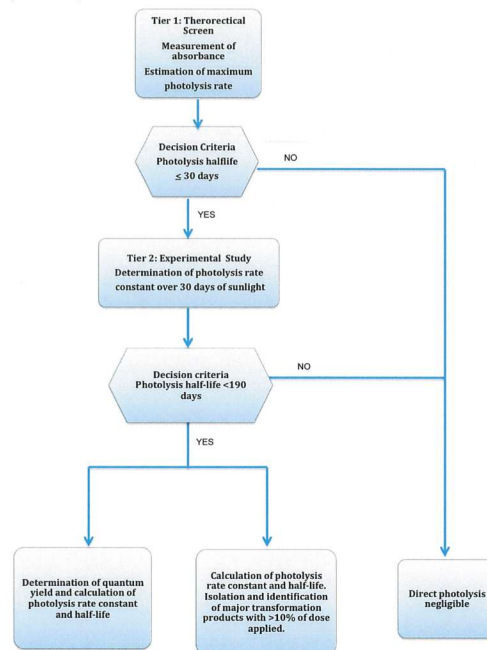 Tier 1: Therorectical
Screen
Measurement of
absorbance
Estimation of maximum
photolysis rate
Decision Criteria
Photolysis halflife
≤ 30 days
NO
YES
Tier 2: Experimental Study
Determination of photolysis rate
constant over 30 days of sunlight
Decision criteria
Photolysis half-life <190
days
NO
YES
Determination of quantum
yield and calculation of
photolysis rate constant
and half-life
Calculation of photolysis
rate constant and half-life.
Isolation and identification
of major transformation
products with >10% of dose
applied.
Direct photolysis
negligible